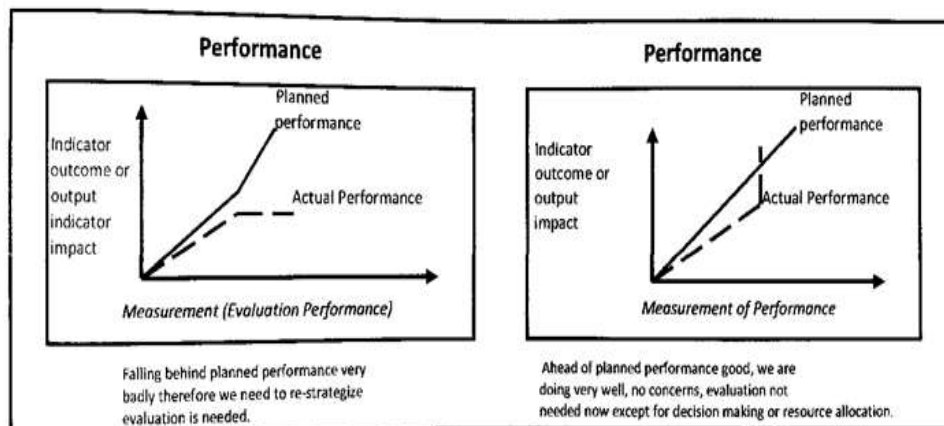 Performance
Planned
performance
Indicator
outcome or
output
indicator
impact
Actual Performance
Measurement (Evaluation Performance)
Falling behind planned performance very
badly therefore we need to re-strategize
evaluation is needed.
Performance
Planned
performance
Indicator
outcome or
output
impact
Actual Performance
Measurement of Performance
Ahead of planned performance good, we are
doing very well, no concerns, evaluation not
needed now except for decision making or resource allocation.